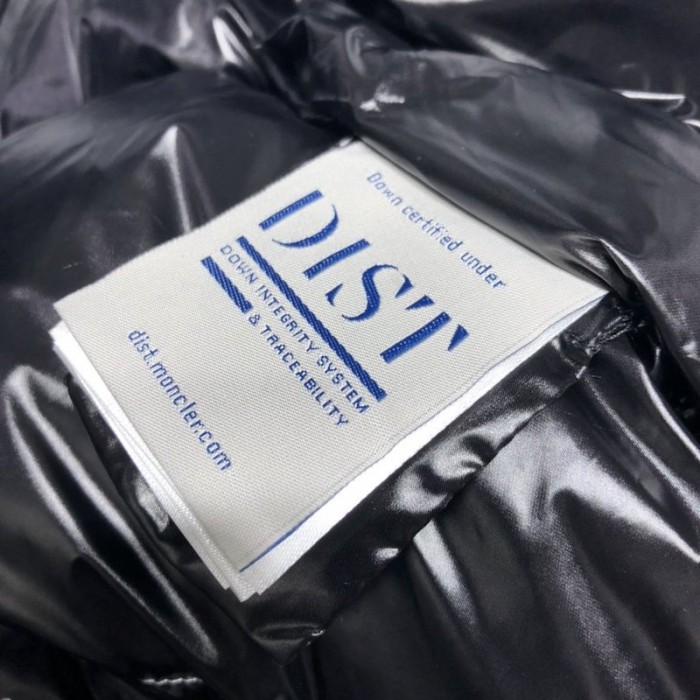 Down certified under
DIST
DOWN INTEGRITY SYSTEM
& TRACEABILITY
dist.moncler.com